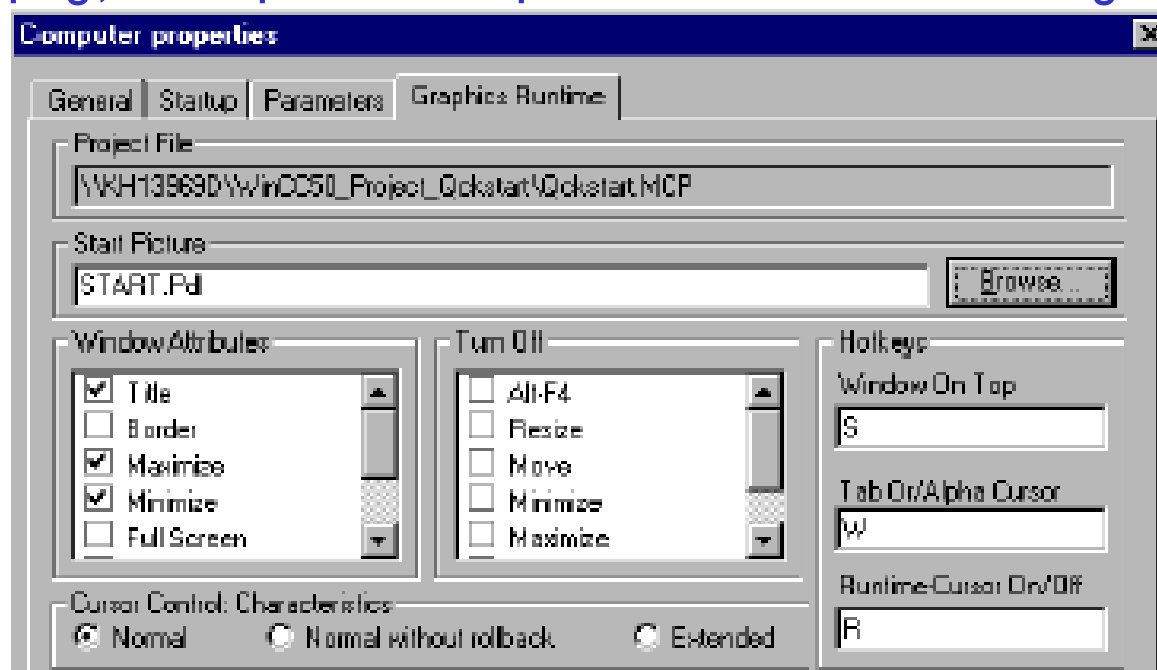 Computer properties
General Startup Parameters Graphics Runtime
Project File
\\KH13969D\WinCC50_Project_Qckstart\Qckstart.MCP
Start Picture
START.Pdl
Browse...
Window Attributes
Title
Border
Maximize
Minimize
Full Screen
Turn Off
Alt-F4
Resize
Move
Minimize
Maximize
Hotkeys
Window On Top
S
Tab Or/Alpha Cursor
W
Runtime-Cursor On/Off
R
Cursor Control: Characteristics
Normal Normal without rollback Extended